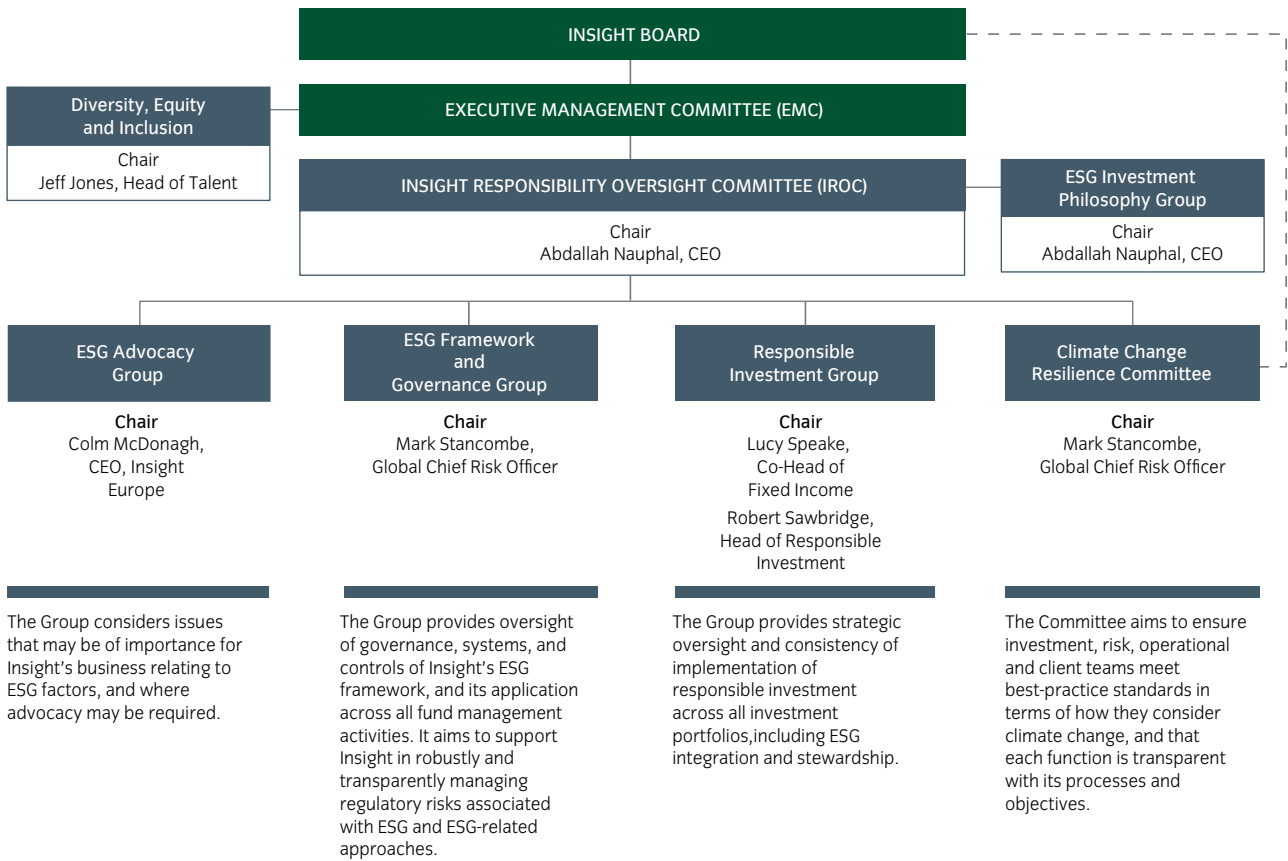 INSIGHT BOARD
Diversity, Equity
and Inclusion
Chair
Jeff Jones, Head of Talent
EXECUTIVE MANAGEMENT COMMITTEE (EMC)
INSIGHT RESPONSIBILITY OVERSIGHT COMMITTEE (IROC)
Chair
Abdallah Nauphal, CEO
ESG Investment
Philosophy Group
Chair
Abdallah Nauphal, CEO
ESG Advocacy
Group
Chair
Colm McDonagh,
CEO, Insight
Europe
The Group considers issues
that may be of importance for
Insight's business relating to
ESG factors, and where
advocacy may be required.
ESG Framework
and
Governance Group
Chair
Mark Stancombe,
Global Chief Risk Officer
The Group provides oversight
of governance, systems, and
controls of Insight's ESG
framework, and its application
across all fund management
activities. It aims to support
Insight in robustly and
transparently managing
regulatory risks associated
with ESG and ESG-related
approaches.
Responsible
Investment Group
Chair
Lucy Speake,
Co-Head of
Fixed Income
Robert Sawbridge,
Head of Responsible
Investment
The Group provides strategic
oversight and consistency of
implementation of
responsible investment
across all investment
portfolios,including ESG
integration and stewardship.
Climate Change
Resilience Committee
Chair
Mark Stancombe,
Global Chief Risk Officer
The Committee aims to ensure
investment, risk, operational
and client teams meet
best-practice standards in
terms of how they consider
climate change, and that
each function is transparent
with its processes and
objectives.